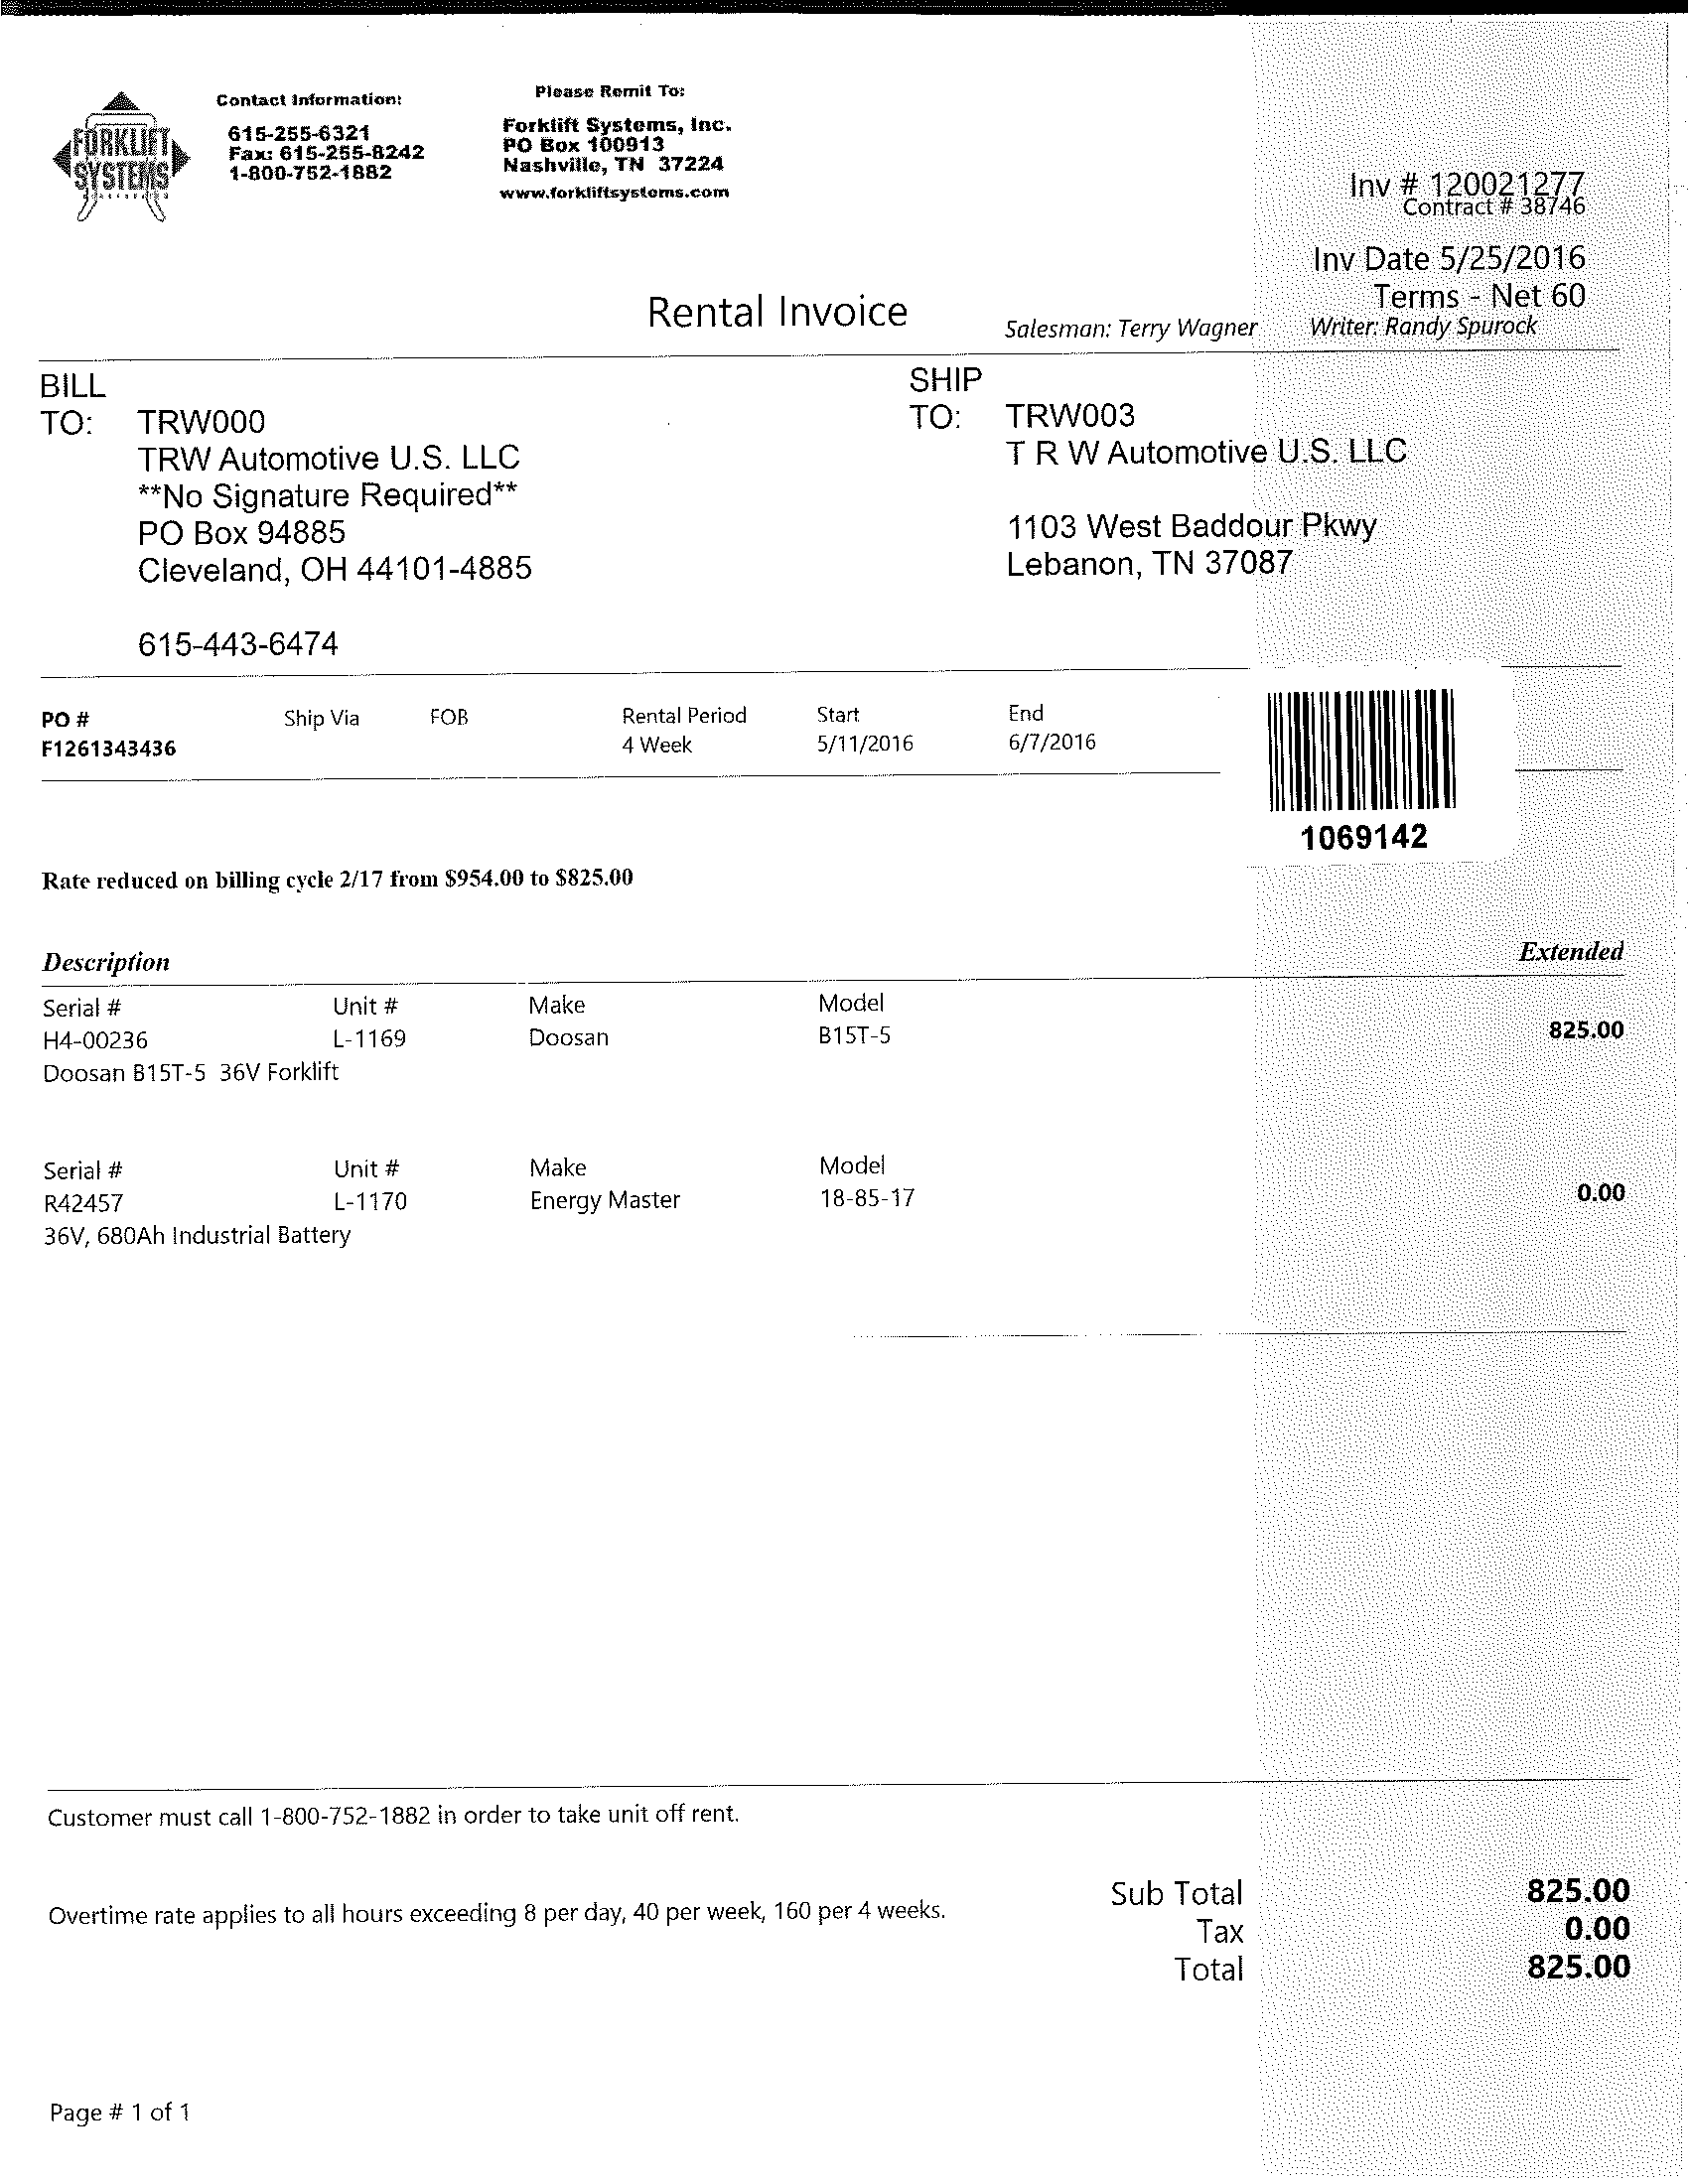 FORKLIFT
SYSTEMS
Contact Information:
615-255-6321
Fax: 615-255-8242
1-800-752-1882
Please Remit To:
Forklift Systems, Inc.
PO Box 100913
Nashville, TN 37224
www.forkliftsystems.com
Inv # 120021277
Contract # 38746
Inv Date 5/25/2016
Terms - Net 60
Rental Invoice
Salesman: Terry Wagner Writer: Randy Spurock
BILL
TO: TRW000
TRW Automotive U.S. LLC
**No Signature Required**
PO Box 94885
Cleveland, OH 44101-4885
615-443-6474
SHIP
TO: TRW003
T R W Automotive U.S. LLC
1103 West Baddour Pkwy
Lebanon, TN 37087
PO # Ship Via FOB Rental Period Start End
F1261343436 4 Week 5/11/2016 6/7/2016
1069142
Rate reduced on billing cycle 2/17 from $954.00 to $825.00
Description Extended
Serial # Unit # Make Model
H4-00236 L-1169 Doosan B15T-5 825.00
Doosan B15T-5 36V Forklift
Serial # Unit # Make Model
R42457 L-1170 Energy Master 18-85-17 0.00
36V, 680Ah Industrial Battery
Customer must call 1-800-752-1882 in order to take unit off rent.
Overtime rate applies to all hours exceeding 8 per day, 40 per week, 160 per 4 weeks.
Sub Total 825.00
Tax 0.00
Total 825.00
Page # 1 of 1